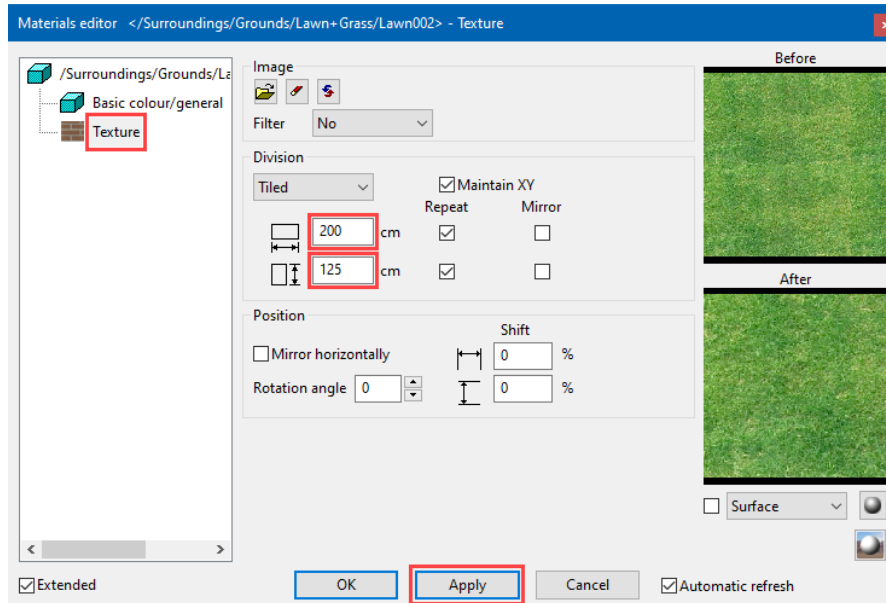 Materials editor </Surroundings/Grounds/Lawn+Grass/Lawn002> - Texture
/Surroundings/Grounds/La
Basic colour/general
Texture
Image
Filter No
Division
Tiled
Maintain XY
Repeat Mirror
200 cm
125 cm
Position
Shift
Mirror horizontally 0 %
Rotation angle 0 0 %
Before
After
Surface
Extended OK Apply Cancel Automatic refresh